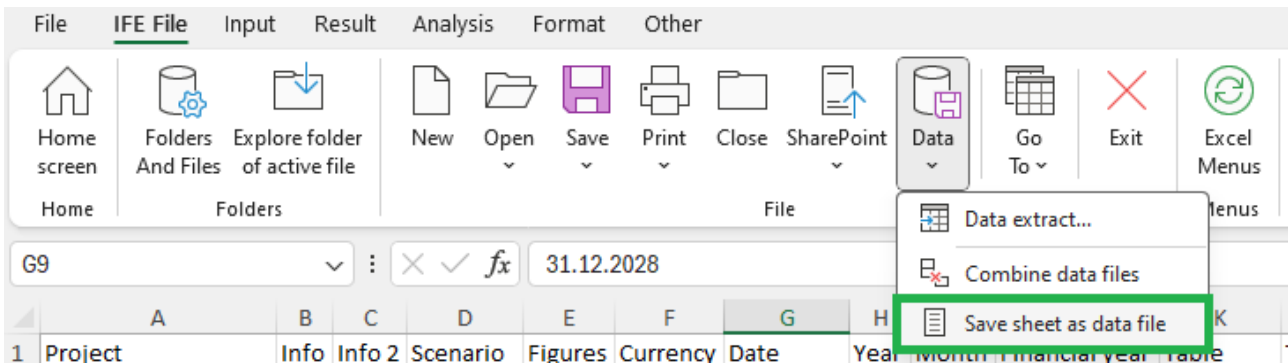 File IFE File Input Result Analysis Format Other
Home screen
Folders And Files
Explore folder of active file
New
Open
Save
Print
Close
SharePoint
Data
Go To
Exit
Excel Menus
Home
Folders
File
Data extract...
Combine data files
Save sheet as data file
G9
fx
31.12.2028
A B C D E F G H K
1 Project Info Info 2 Scenario Figures Currency Date Year Month Financial year Table